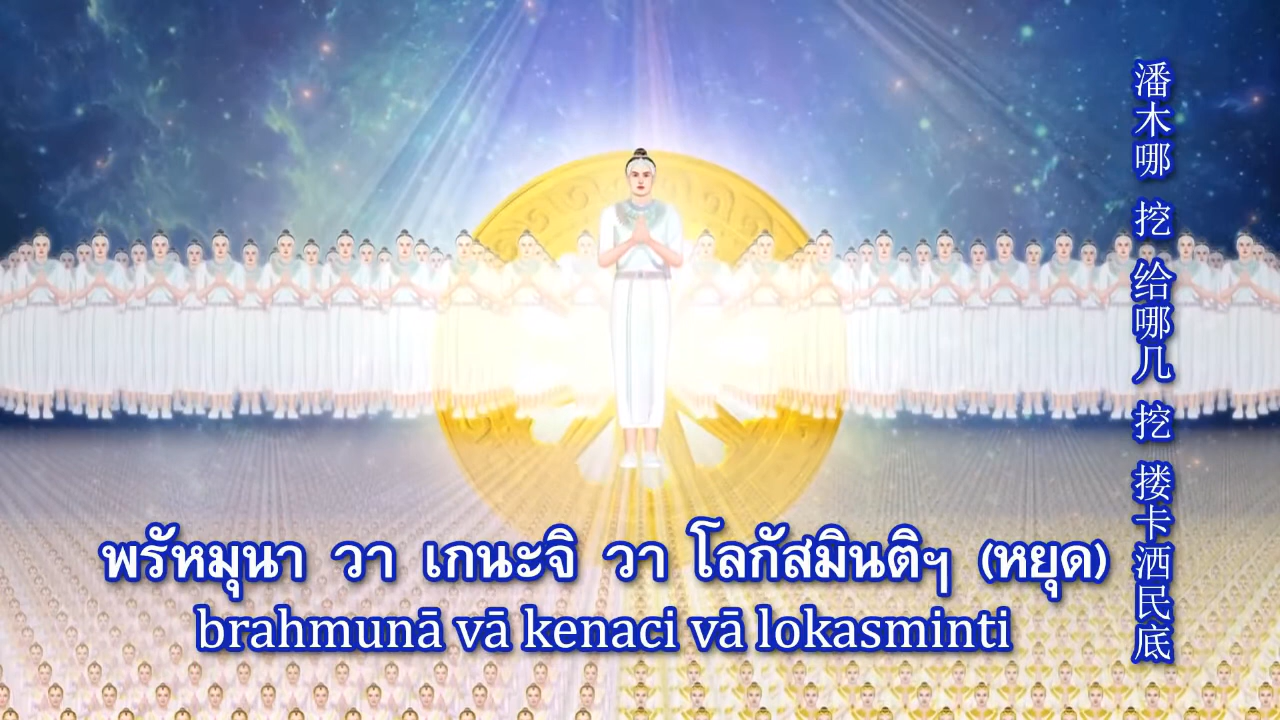 潘木哪 挖 给哪几 挖 搂卡洒民底
พรัหมุนา วา เกนะจิ วา โลกัสมินติฯ (หยุด)
brahmunā vā kenaci vā lokasminti